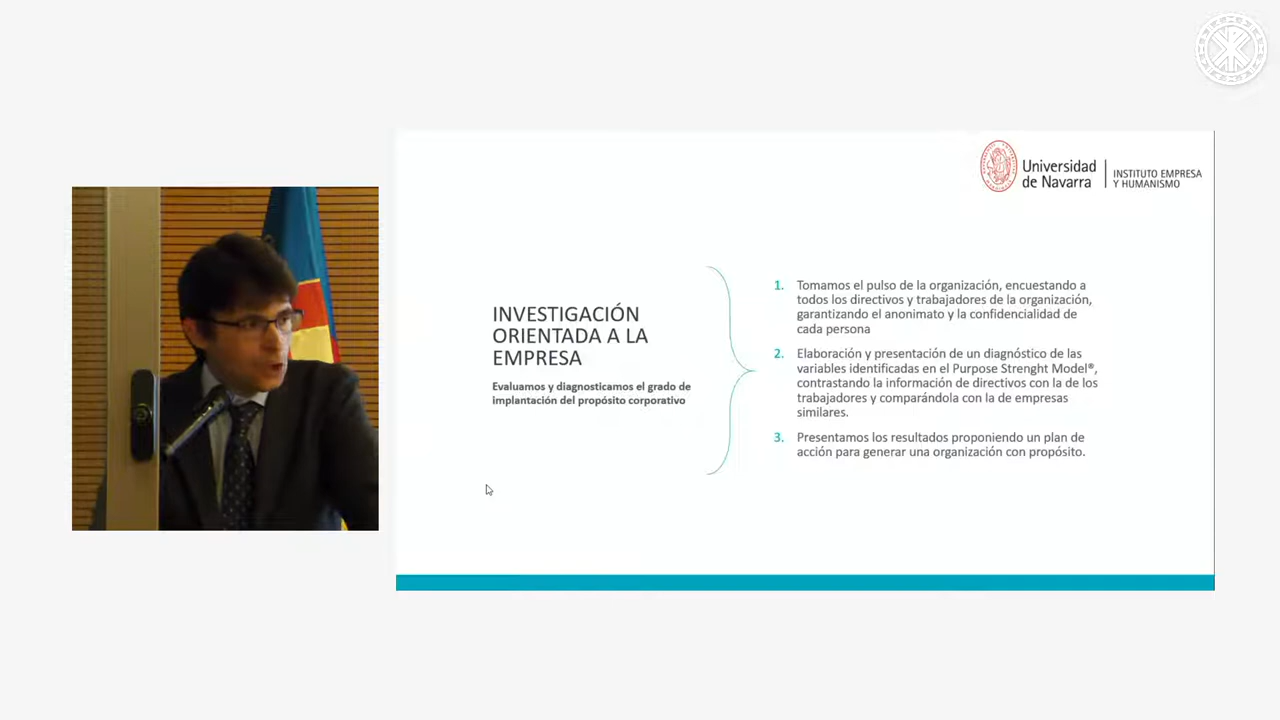 Universidad
de Navarra
INSTITUTO EMPRESA
Y HUMANISMO
INVESTIGACIÓN
ORIENTADA A LA
EMPRESA
Evaluamos y diagnosticamos el grado de
implantación del propósito corporativo
1. Tomamos el pulso de la organización, encuestando a
todos los directivos y trabajadores de la organización,
garantizando el anonimato y la confidencialidad de
cada persona
2. Elaboración y presentación de un diagnóstico de las
variables identificadas en el Purpose Strenght Model®,
contrastando la información de directivos con la de los
trabajadores y comparándola con la de empresas
similares.
3. Presentamos los resultados proponiendo un plan de
acción para generar una organización con propósito.